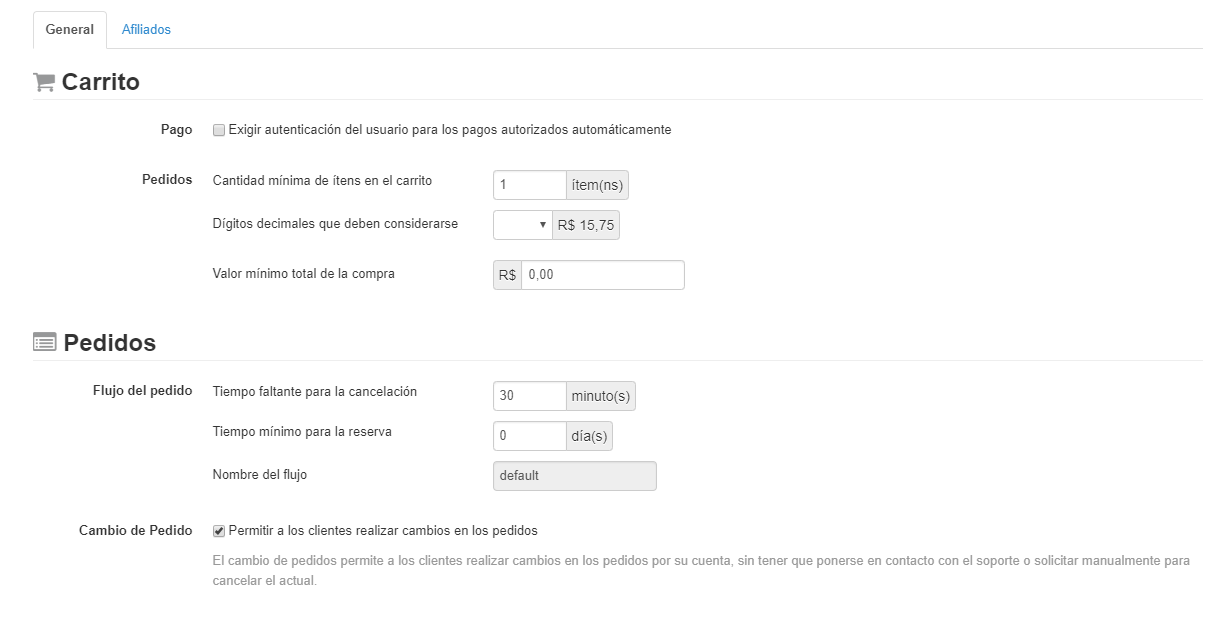 General Afiliados
Carrito
Pago Exigir autenticación del usuario para los pagos autorizados automáticamente
Pedidos Cantidad mínima de ítens en el carrito 1 ítem(ns)
Dígitos decimales que deben considerarse R$ 15,75
Valor mínimo total de la compra R$ 0,00
Pedidos
Flujo del pedido Tiempo faltante para la cancelación 30 minuto(s)
Tiempo mínimo para la reserva 0 día(s)
Nombre del flujo default
Cambio de Pedido Permitir a los clientes realizar cambios en los pedidos
El cambio de pedidos permite a los clientes realizar cambios en los pedidos por su cuenta, sin tener que ponerse en contacto con el soporte o solicitar manualmente para
cancelar el actual.